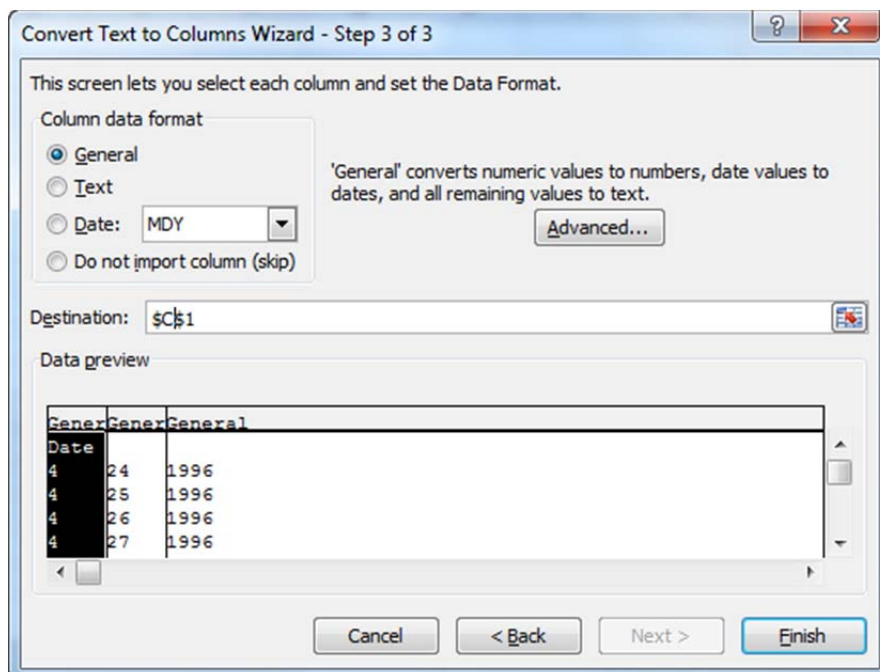 Convert Text to Columns Wizard - Step 3 of 3
?
This screen lets you select each column and set the Data Format.
Column data format
General
Text
Date: MDY
Do not import column (skip)
'General' converts numeric values to numbers, date values to
dates, and all remaining values to text.
Advanced...
Destination: $C$1
Data preview
GenerGenerGeneral
Date
4 24 1996
4 25 1996
4 26 1996
4 27 1996
Cancel < Back Next > Finish